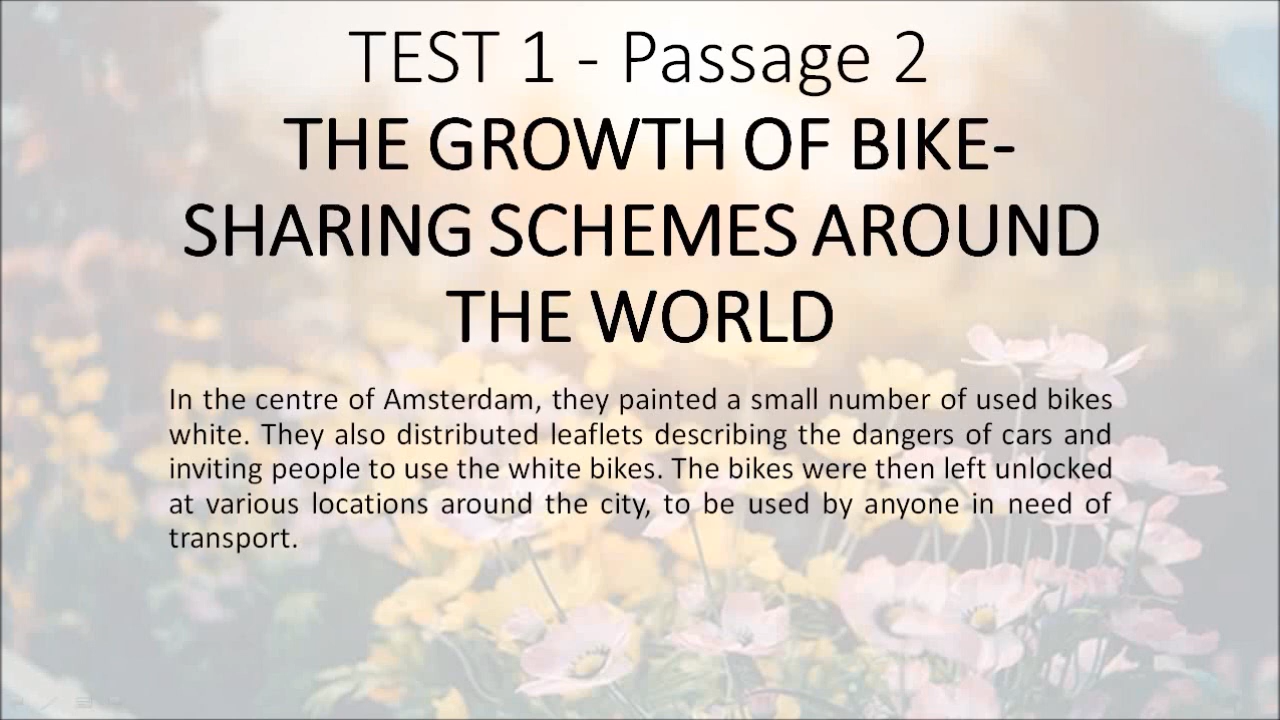 TEST 1 - Passage 2
THE GROWTH OF BIKE-
SHARING SCHEMES AROUND
THE WORLD
In the centre of Amsterdam, they painted a small number of used bikes
white. They also distributed leaflets describing the dangers of cars and
inviting people to use the white bikes. The bikes were then left unlocked
at various locations around the city, to be used by anyone in need of
transport.